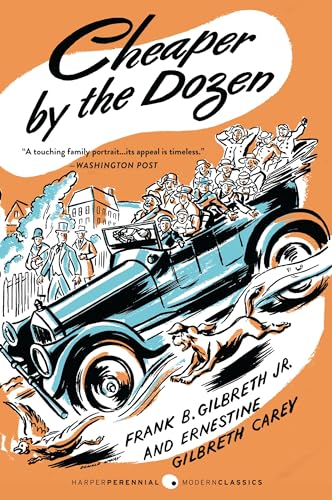 Cheaper
by the Dozen
“A touching family portrait...its appeal is timeless.”
—WASHINGTON POST
FRANK B. GILBRETH JR.
AND ERNESTINE
GILBRETH CAREY
HARPERPERENNIAL MODERNCLASSICS